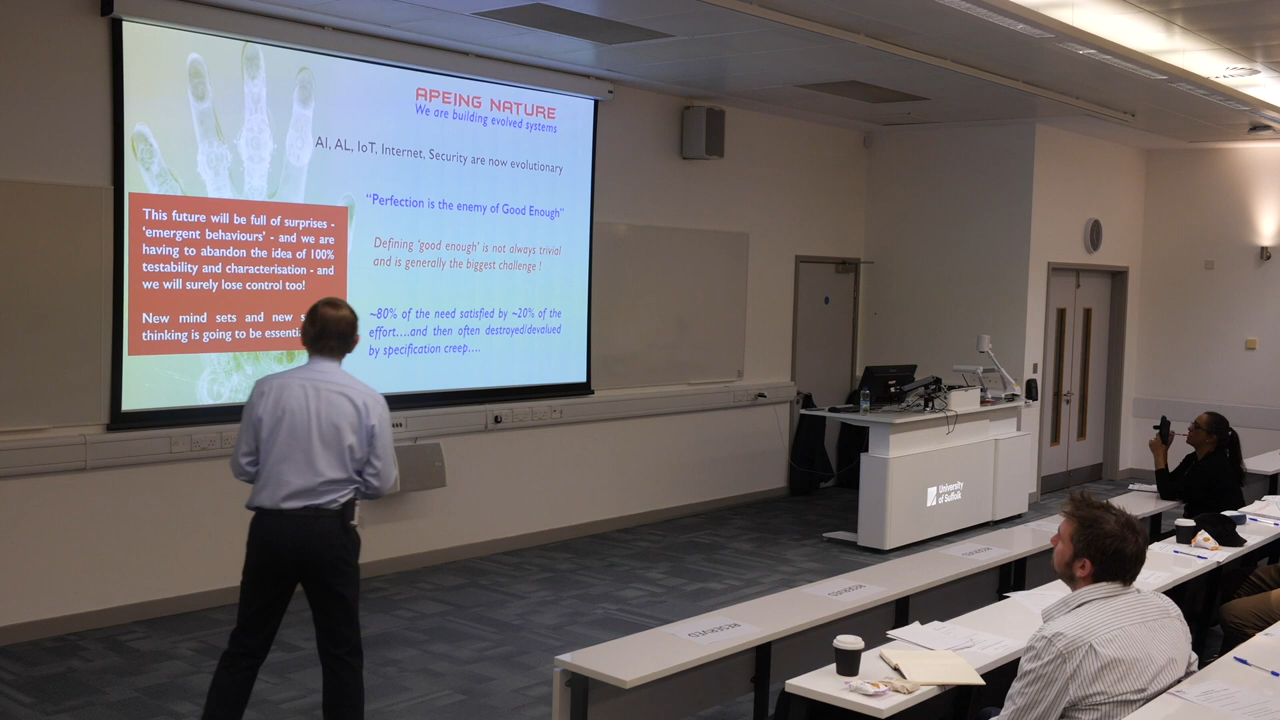 APEING NATURE
We are building evolved systems
AI, AL, IoT, Internet, Security are now evolutionary
"Perfection is the enemy of Good Enough"
Defining 'good enough' is not always trivial
and is generally the biggest challenge !
~80% of the need satisfied by ~20% of the
effort....and then often destroyed/devalued
by specification creep....
This future will be full of surprises -
'emergent behaviours' - and we are
having to abandon the idea of 100%
testability and characterisation - and
we will surely lose control too!
New mind sets and new
thinking is going to be
University
of Suffolk
RESERVED
RESERVED
RESERVED